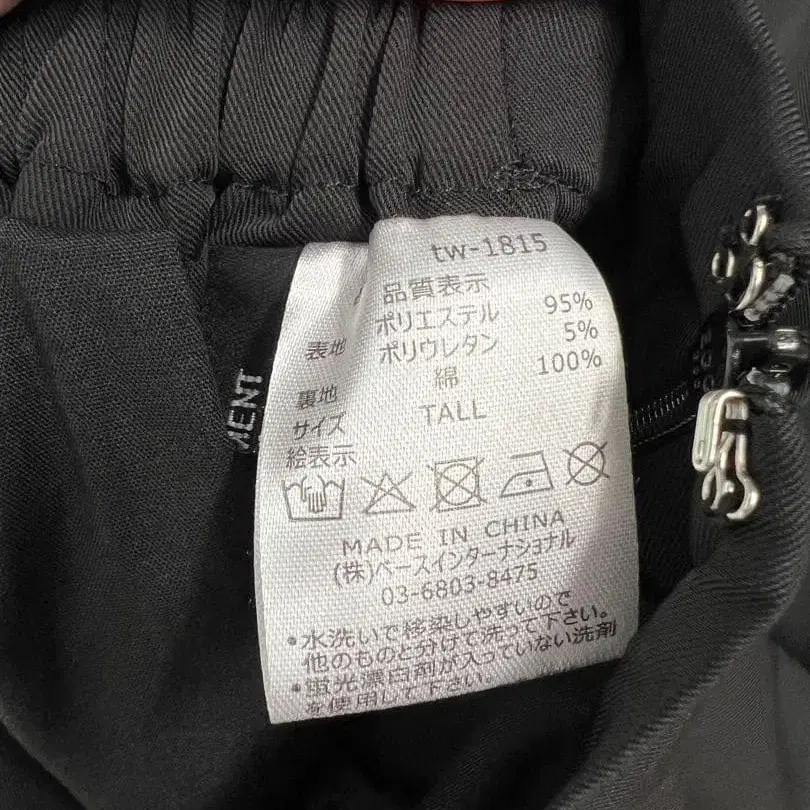 tw-1815
品質表示
表地 ポリエステル 95%
ポリウレタン 5%
裏地 綿 100%
サイズ TALL
絵表示
MADE IN CHINA
(株)ベースインターナショナル
03-6803-8475
•水洗いで移染しやすいので
他のものと分けて洗って下さい。
•蛍光漂白剤が入っていない洗剤
を使用して下さい。
MENT